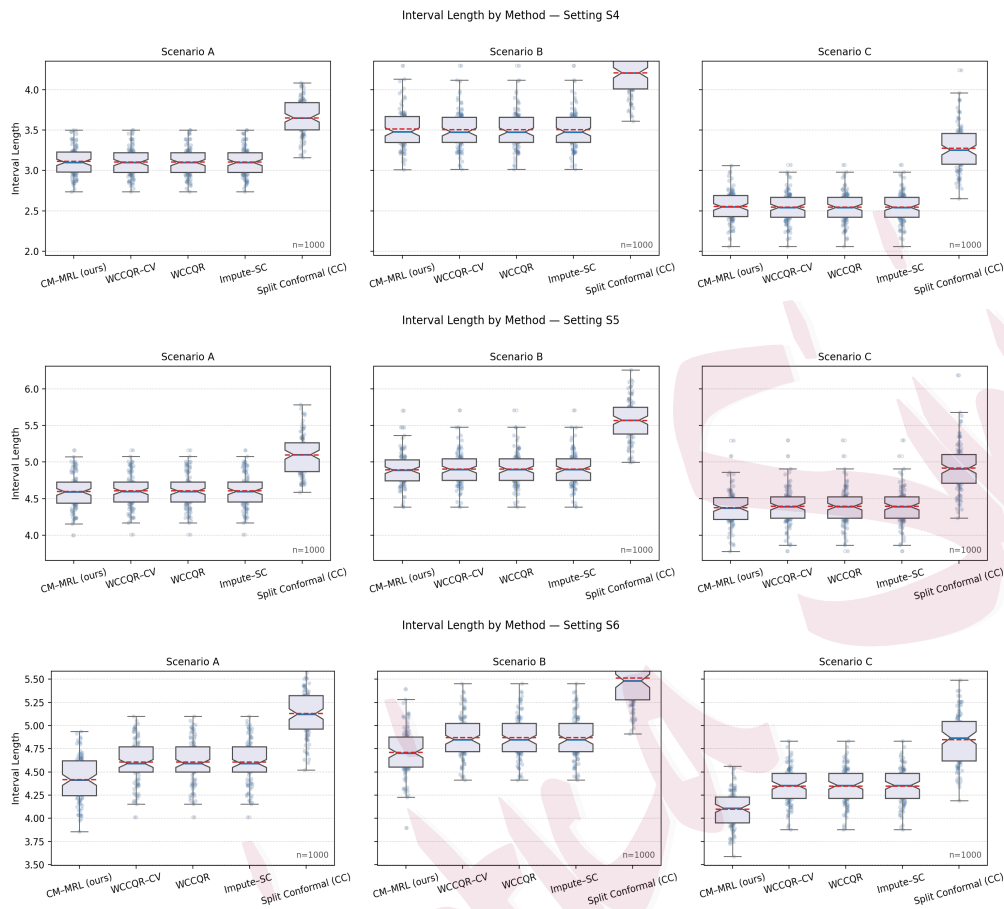 Interval Length by Method — Setting S4
Scenario A
Scenario B
Scenario C
Interval Length
4.0
3.5
3.0
2.5
2.0
n=1000
n=1000
n=1000
CM–MRL (ours) WCCQR–CV WCCQR Impute–SC Split Conformal (CC)
CM–MRL (ours) WCCQR–CV WCCQR Impute–SC Split Conformal (CC)
CM–MRL (ours) WCCQR–CV WCCQR Impute–SC Split Conformal (CC)
Interval Length by Method — Setting S5
Scenario A
Scenario B
Scenario C
Interval Length
6.0
5.5
5.0
4.5
4.0
n=1000
n=1000
n=1000
CM–MRL (ours) WCCQR–CV WCCQR Impute–SC Split Conformal (CC)
CM–MRL (ours) WCCQR–CV WCCQR Impute–SC Split Conformal (CC)
CM–MRL (ours) WCCQR–CV WCCQR Impute–SC Split Conformal (CC)
Interval Length by Method — Setting S6
Scenario A
Scenario B
Scenario C
Interval Length
5.50
5.25
5.00
4.75
4.50
4.25
4.00
3.75
3.50
n=1000
n=1000
n=1000
CM–MRL (ours) WCCQR–CV WCCQR Impute–SC Split Conformal (CC)
CM–MRL (ours) WCCQR–CV WCCQR Impute–SC Split Conformal (CC)
CM–MRL (ours) WCCQR–CV WCCQR Impute–SC Split Conformal (CC)